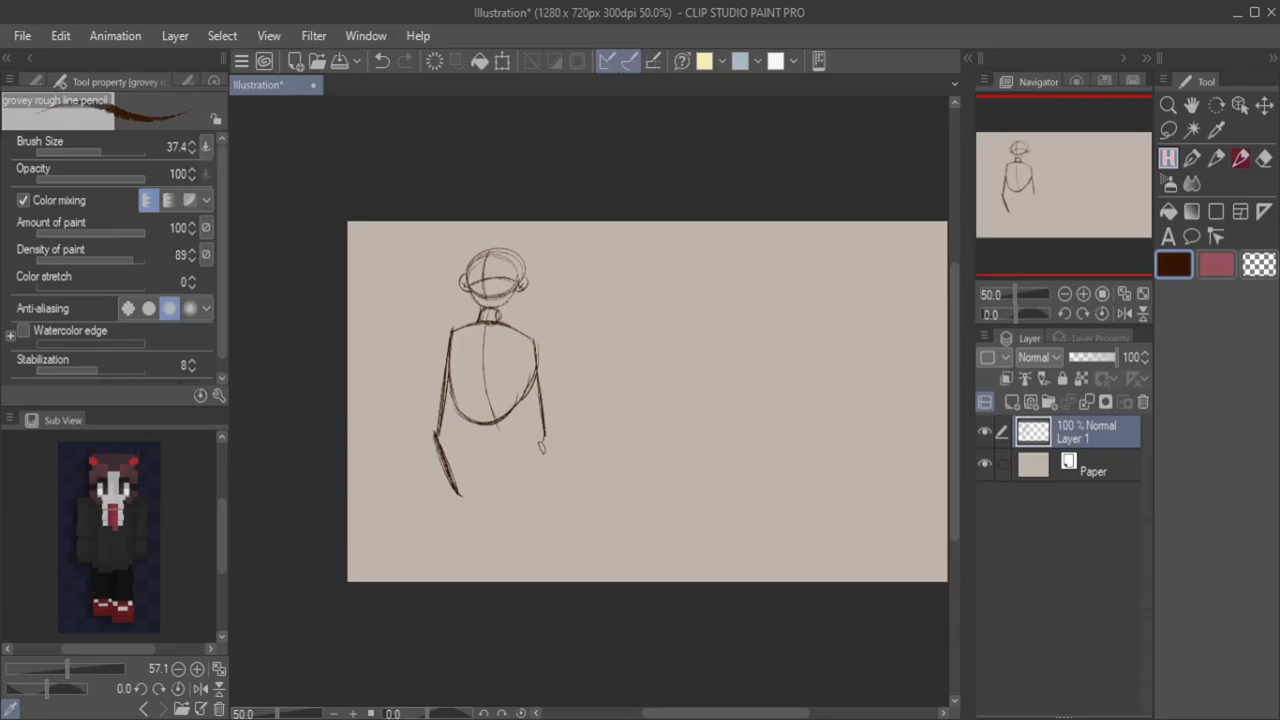 Illustration* (1280 x 720px 300dpi 50.0%) - CLIP STUDIO PAINT PRO
File Edit Animation Layer Select View Filter Window Help
Tool property [grovey r
Illustration*
Navigator
Tool
grovey rough line pencil
Brush Size 37.4
Opacity 100
Color mixing
Amount of paint 100
Density of paint 89
Color stretch 0
Anti-aliasing
Watercolor edge
Stabilization 8
50.0
0.0
Layer
Layer Property
Normal 100
100 % Normal
Layer 1
Paper
Sub View
57.1
0.0
50.0 0.0